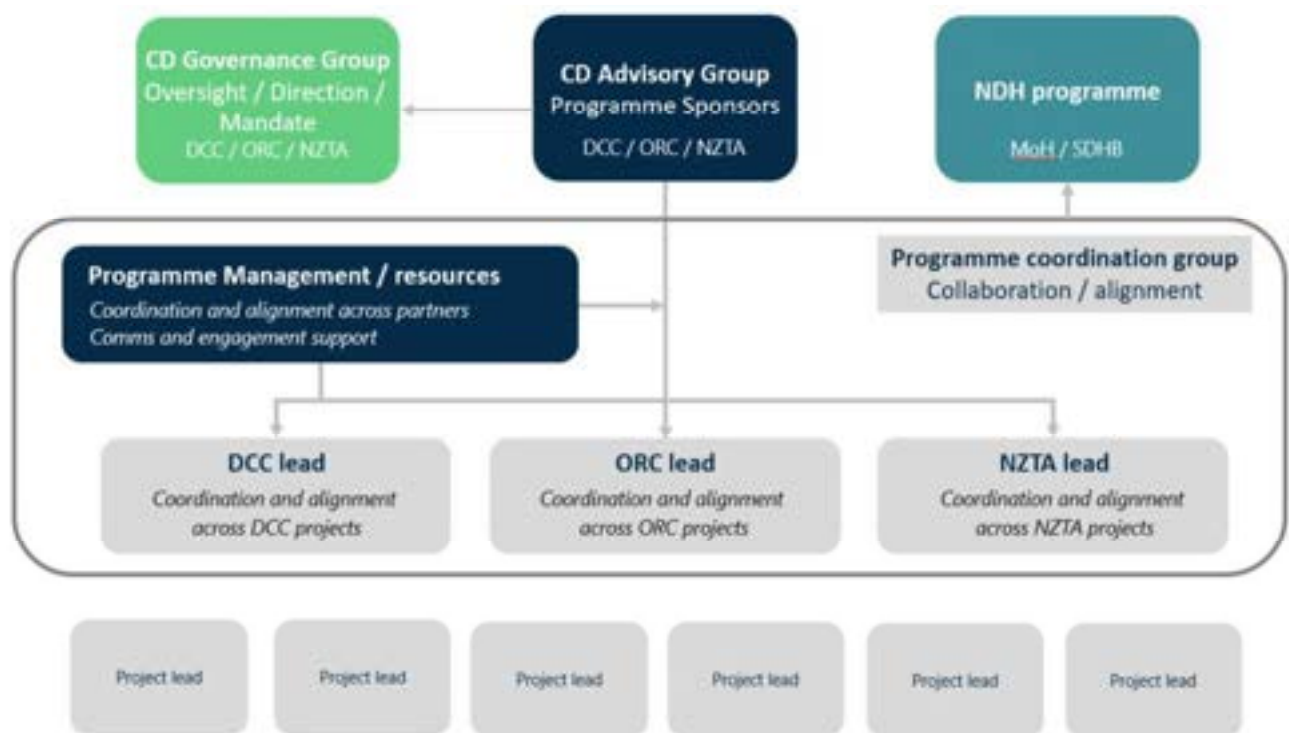 CD Governance Group
Oversight / Direction /
Mandate
DCC / ORC / NZTA
CD Advisory Group
Programme Sponsors
DCC / ORC / NZTA
NDH programme
MoH / SDHB
Programme Management / resources
Coordination and alignment across partners
Comms and engagement support
Programme coordination group
Collaboration / alignment
DCC lead
Coordination and alignment
across DCC projects
ORC lead
Coordination and alignment
across ORC projects
NZTA lead
Coordination and alignment
across NZTA projects
Project lead
Project lead
Project lead
Project lead
Project lead
Project lead